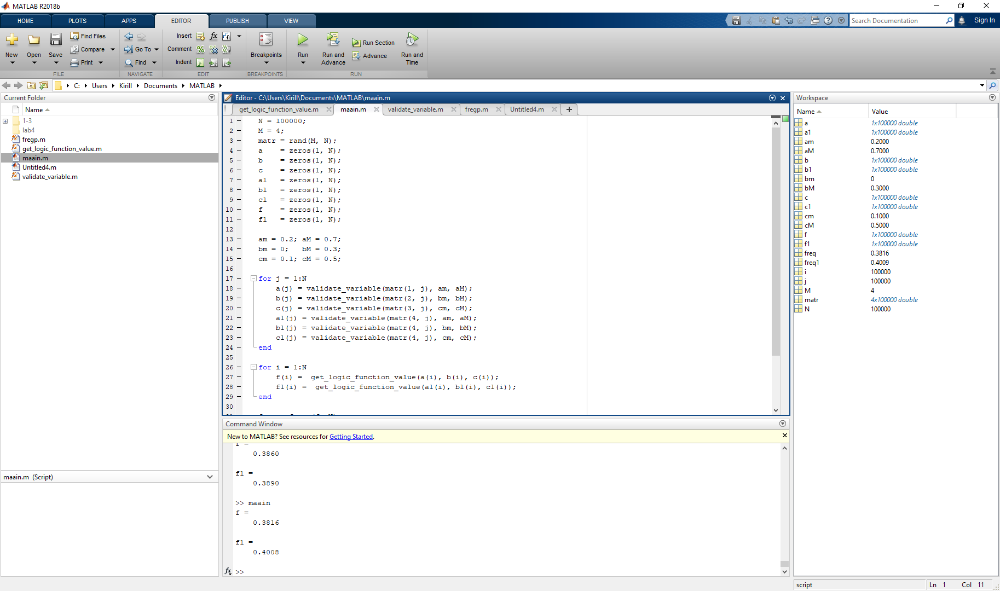 MATLAB R2018b
HOME PLOTS APPS EDITOR PUBLISH VIEW
Search Documentation
Sign In
New Open Save
Find Files
Compare
Print
Go To
Find
Insert fx
Comment
Indent
Breakpoints
Run
Run and Advance
Run Section
Advance
Run and Time
FILE NAVIGATE EDIT BREAKPOINTS RUN
C: Users Kirill Documents MATLAB
Current Folder
Name
1-3
lab4
fregp.m
get_logic_function_value.m
maain.m
Untitled4.m
validate_variable.m
maain.m (Script)
Editor - C:\Users\Kirill\Documents\MATLAB\maain.m
get_logic_function_value.m maain.m validate_variable.m fregp.m Untitled4.m +
1 – N = 100000;
2 – M = 4;
3 – matr = rand(M, N);
4 – a = zeros(1, N);
5 – b = zeros(1, N);
6 – c = zeros(1, N);
7 – a1 = zeros(1, N);
8 – b1 = zeros(1, N);
9 – c1 = zeros(1, N);
10 – f = zeros(1, N);
11 – f1 = zeros(1, N);
12
13 – am = 0.2; aM = 0.7;
14 – bm = 0; bM = 0.3;
15 – cm = 0.1; cM = 0.5;
16
17 – for j = 1:N
18 – a(j) = validate_variable(matr(1, j), am, aM);
19 – b(j) = validate_variable(matr(2, j), bm, bM);
20 – c(j) = validate_variable(matr(3, j), cm, cM);
21 – a1(j) = validate_variable(matr(4, j), am, aM);
22 – b1(j) = validate_variable(matr(4, j), bm, bM);
23 – c1(j) = validate_variable(matr(4, j), cm, cM);
24 – end
25
26 – for i = 1:N
27 – f(i) = get_logic_function_value(a(i), b(i), c(i));
28 – f1(i) = get_logic_function_value(a1(i), b1(i), c1(i));
29 – end
30
Command Window
New to MATLAB? See resources for Getting Started.
0.3860
f1 =
0.3890
>> maain
f =
0.3816
f1 =
0.4008
fx >>
Workspace
Name Value
a 1x100000 double
a1 1x100000 double
am 0.2000
aM 0.7000
b 1x100000 double
b1 1x100000 double
bm 0
bM 0.3000
c 1x100000 double
c1 1x100000 double
cm 0.1000
cM 0.5000
f 1x100000 double
f1 1x100000 double
freq 0.3816
freq1 0.4009
i 100000
j 100000
M 4
matr 4x100000 double
N 100000
script
Ln 1 Col 11